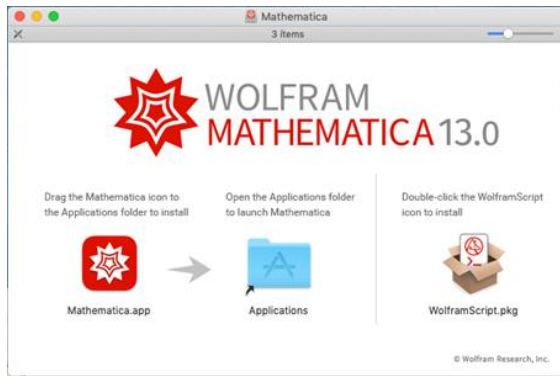 Mathematica
3 items
WOLFRAM
MATHEMATICA 13.0
Drag the Mathematica icon to
the Applications folder to install
Open the Applications folder
to launch Mathematica
Double-click the WolframScript
icon to install
Mathematica.app
Applications
WolframScript.pkg
© Wolfram Research, Inc.